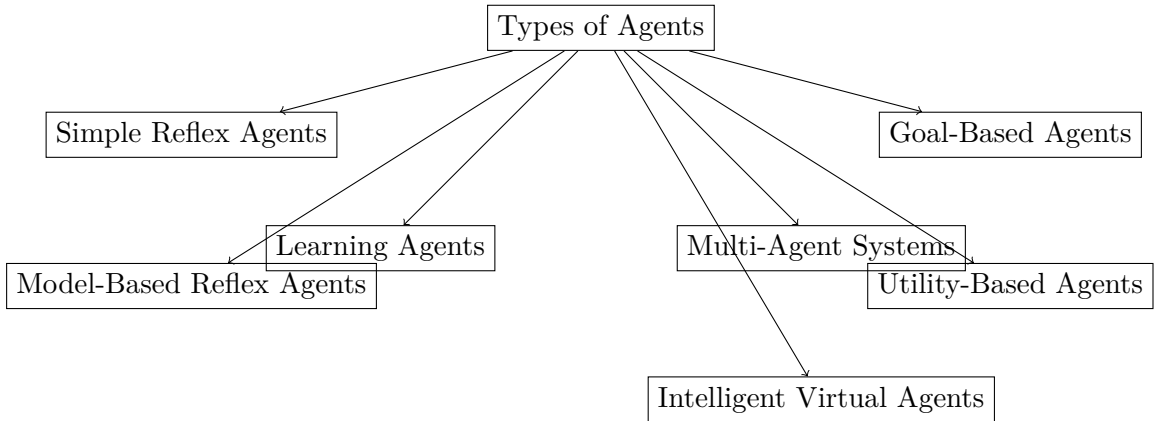 Types of Agents
Simple Reflex Agents
Goal-Based Agents
Learning Agents
Multi-Agent Systems
Model-Based Reflex Agents
Utility-Based Agents
Intelligent Virtual Agents